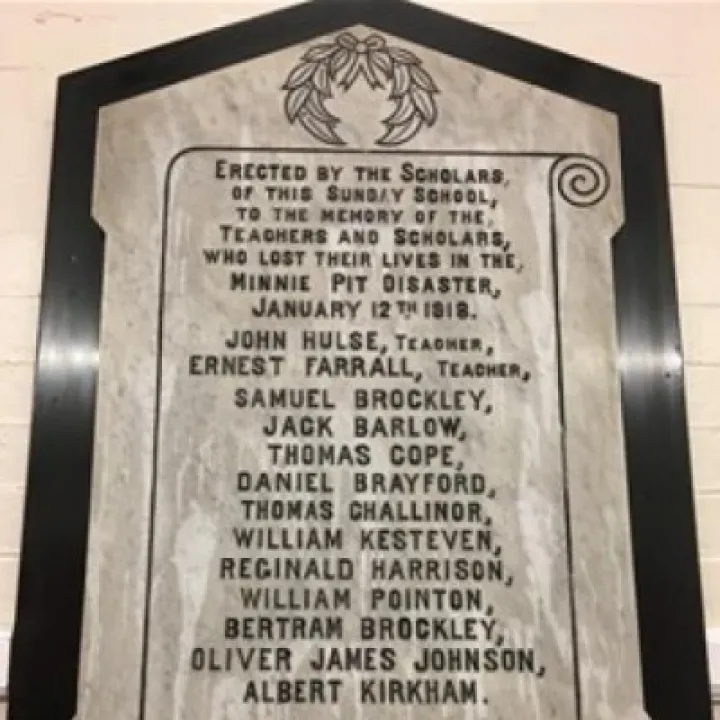 ERECTED BY THE SCHOLARS,
OF THIS SUNDAY SCHOOL,
TO THE MEMORY OF THE,
TEACHERS AND SCHOLARS,
WHO LOST THEIR LIVES IN THE,
MINNIE PIT DISASTER,
JANUARY 12TH 1918.
JOHN HULSE, TEACHER,
ERNEST FARRALL, TEACHER,
SAMUEL BROCKLEY,
JACK BARLOW,
THOMAS COPE,
DANIEL BRAYFORD,
THOMAS CHALLINOR,
WILLIAM KESTEVEN,
REGINALD HARRISON,
WILLIAM POINTON,
BERTRAM BROCKLEY,
OLIVER JAMES JOHNSON,
ALBERT KIRKHAM.